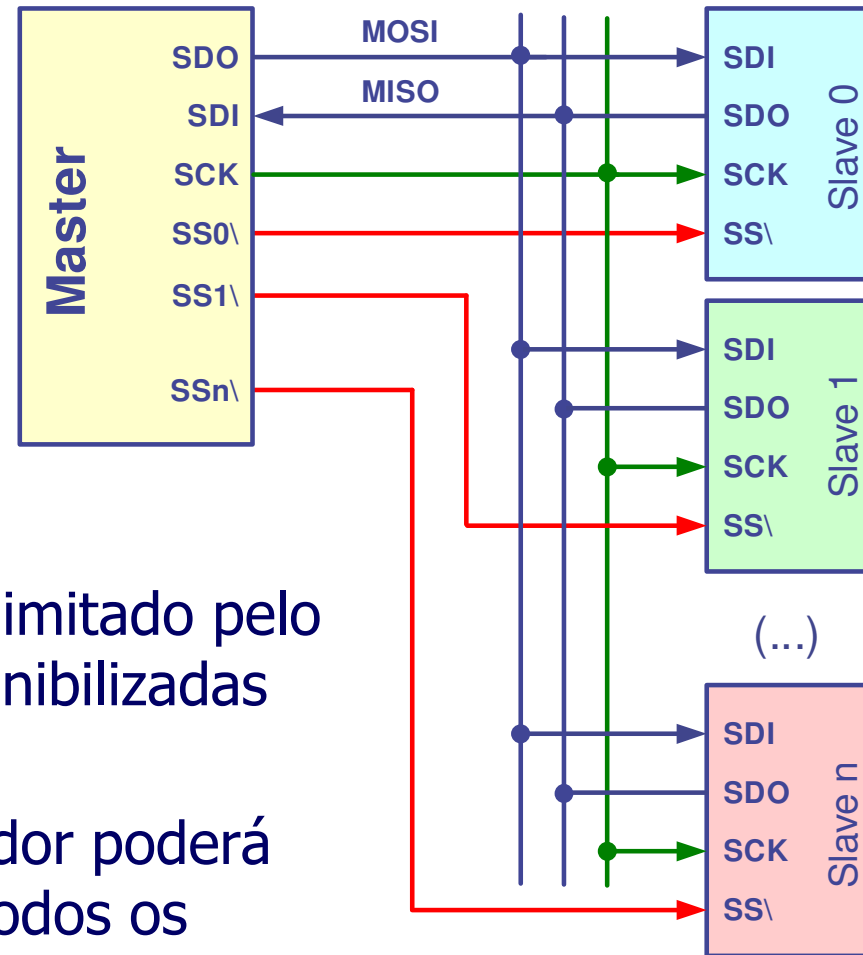 MOSI
MISO
Master
SDO
SDI
SCK
SS0\
SS1\
SSn\
SDI
SDO
SCK
SS\
Slave 0
SDI
SDO
SCK
SS\
Slave 1
(...)
SDI
SDO
SCK
SS\
Slave n
imitado pelo
nibilizadas
dor poderá
odos os